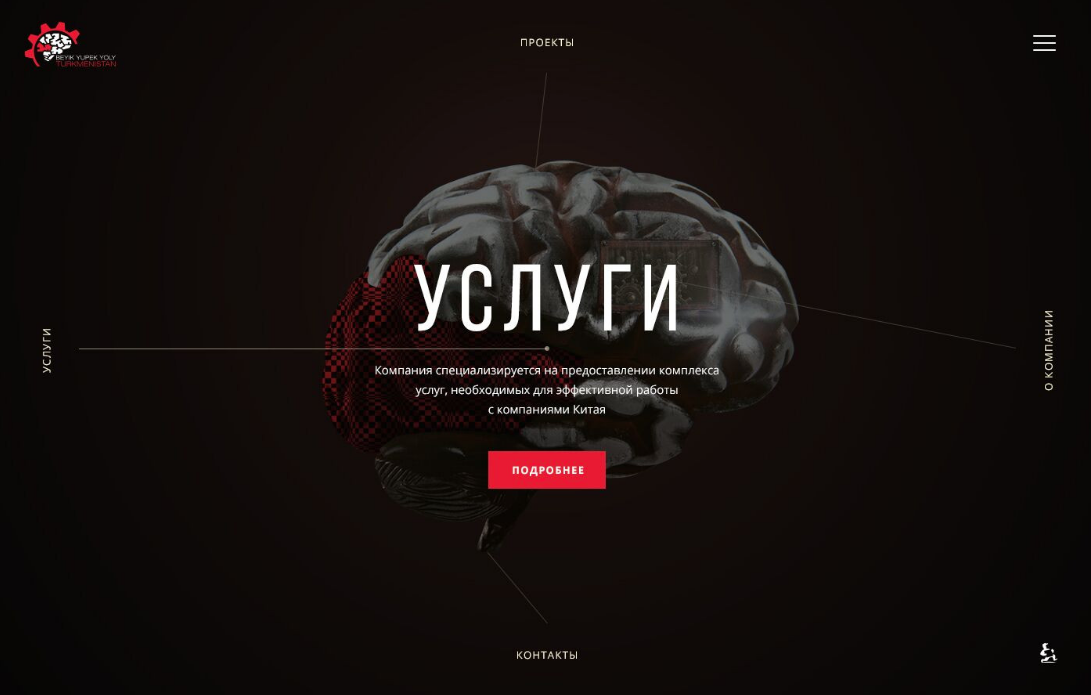 BEYIK YUPEK YOLY
TURKMENISTAN
ПРОЕКТЫ
УСЛУГИ
УСЛУГИ
О КОМПАНИИ
Компания специализируется на предоставлении комплекса
услуг, необходимых для эффективной работы
с компаниями Китая
ПОДРОБНЕЕ
КОНТАКТЫ